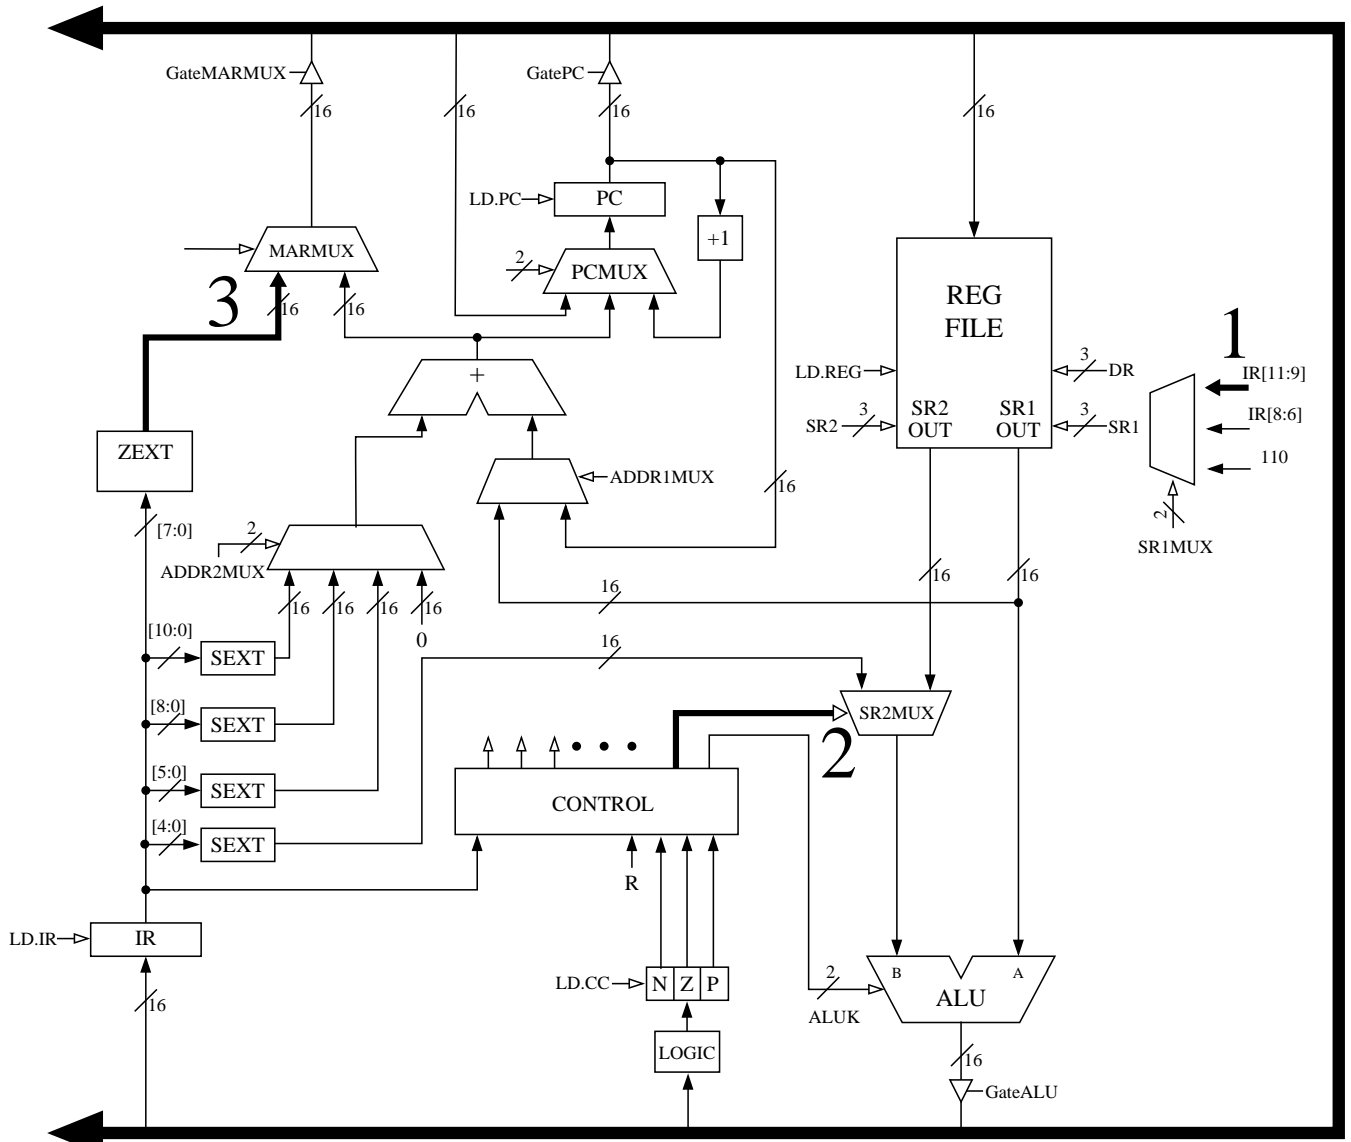 GateMARMUX
GatePC
16
16
16
16
LD.PC
PC
+1
MARMUX
2
PCMUX
3
16
16
REG
FILE
1
LD.REG
3
DR
IR[11:9]
SR2
3
SR2
OUT
SR1
OUT
3
SR1
IR[8:6]
110
2
SR1MUX
+
ZEXT
ADDR1MUX
16
[7:0]
2
ADDR2MUX
16
16
16
16
0
16
16
16
[10:0]
SEXT
16
[8:0]
SEXT
SR2MUX
2
[5:0]
SEXT
CONTROL
[4:0]
SEXT
R
LD.IR
IR
16
LD.CC
N Z P
2
ALUK
B
A
ALU
LOGIC
16
GateALU